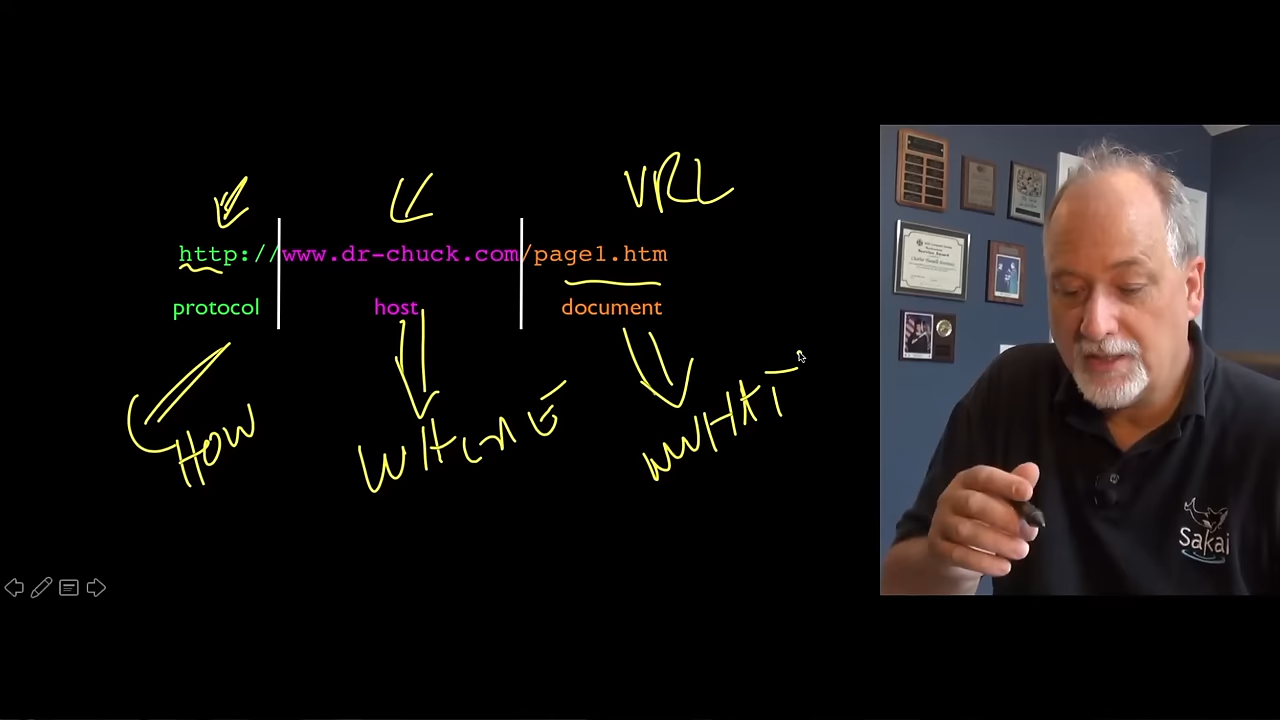 URL
http://www.dr-chuck.com/page1.htm
protocol host document
HOW WHERE WHAT
Sakai